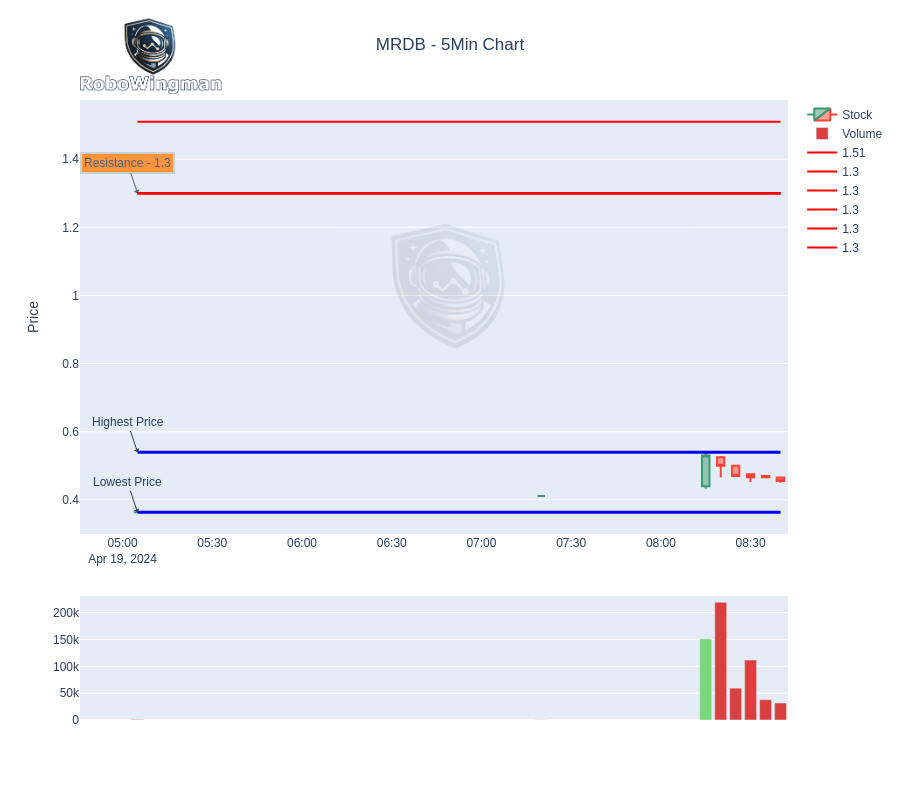 MRDB - 5Min Chart
RoboWingman
Stock
Volume
1.51
1.3
1.3
1.3
1.3
1.3
Price
1.4
1.2
1
0.8
0.6
0.4
Resistance - 1.3
Highest Price
Lowest Price
05:00
05:30
06:00
06:30
07:00
07:30
08:00
08:30
Apr 19, 2024
200k
150k
100k
50k
0